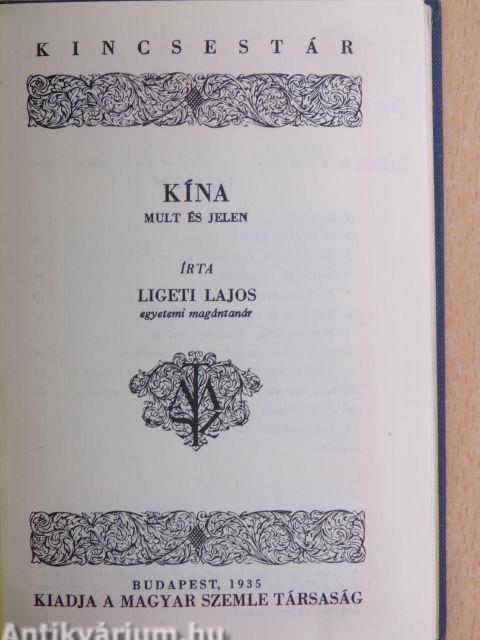 KINCSESTÁR
KÍNA
MULT ÉS JELEN
ÍRTA
LIGETI LAJOS
egyetemi magántanár
BUDAPEST, 1935
KIADJA A MAGYAR SZEMLE TÁRSASÁG
Antikvárium.hu